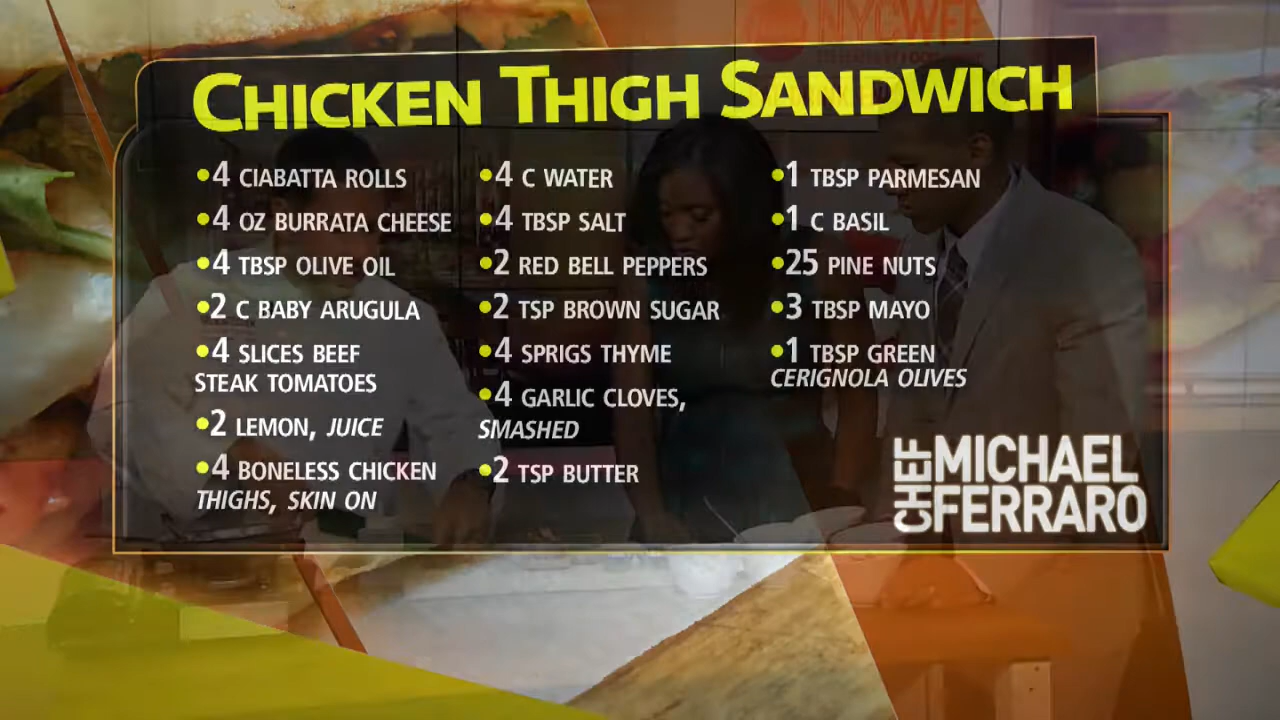 NYCWFF
CHICKEN THIGH SANDWICH
•4 CIABATTA ROLLS
•4 OZ BURRATA CHEESE
•4 TBSP OLIVE OIL
•2 C BABY ARUGULA
•4 SLICES BEEF
STEAK TOMATOES
•2 LEMON, JUICE
•4 BONELESS CHICKEN
THIGHS, SKIN ON
•4 C WATER
•4 TBSP SALT
•2 RED BELL PEPPERS
•2 TSP BROWN SUGAR
•4 SPRIGS THYME
•4 GARLIC CLOVES,
SMASHED
•2 TSP BUTTER
•1 TBSP PARMESAN
•1 C BASIL
•25 PINE NUTS
•3 TBSP MAYO
•1 TBSP GREEN
CERIGNOLA OLIVES
CHEF
MICHAEL
FERRARO